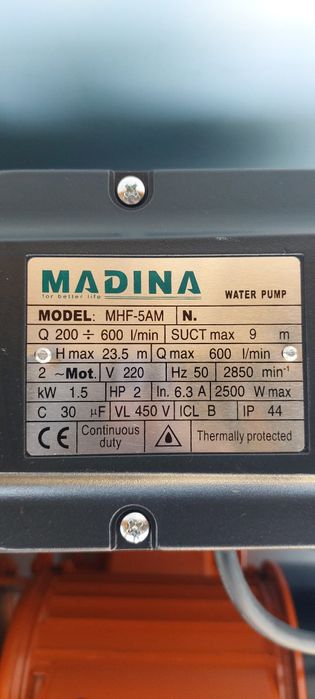 MADINA
for better life
WATER PUMP
MODEL: MHF-5AM N.
Q 200 ÷ 600 l/min SUCT max 9 m
H max 23.5 m Q max 600 l/min
2 ~Mot. V 220 Hz 50 2850 min⁻¹
kW 1.5 HP 2 In. 6.3 A 2500 W max
C 30 µF VL 450 V ICL B IP 44
CE Continuous duty Thermally protected